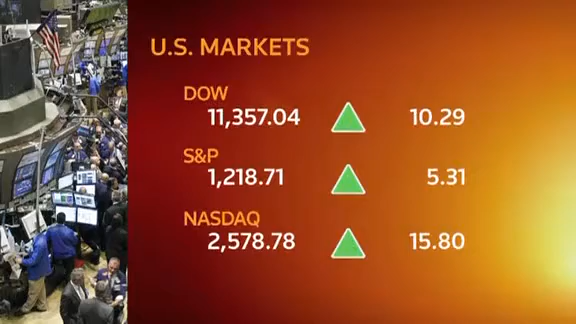 U.S. MARKETS
DOW
11,357.04 10.29
S&P
1,218.71 5.31
NASDAQ
2,578.78 15.80